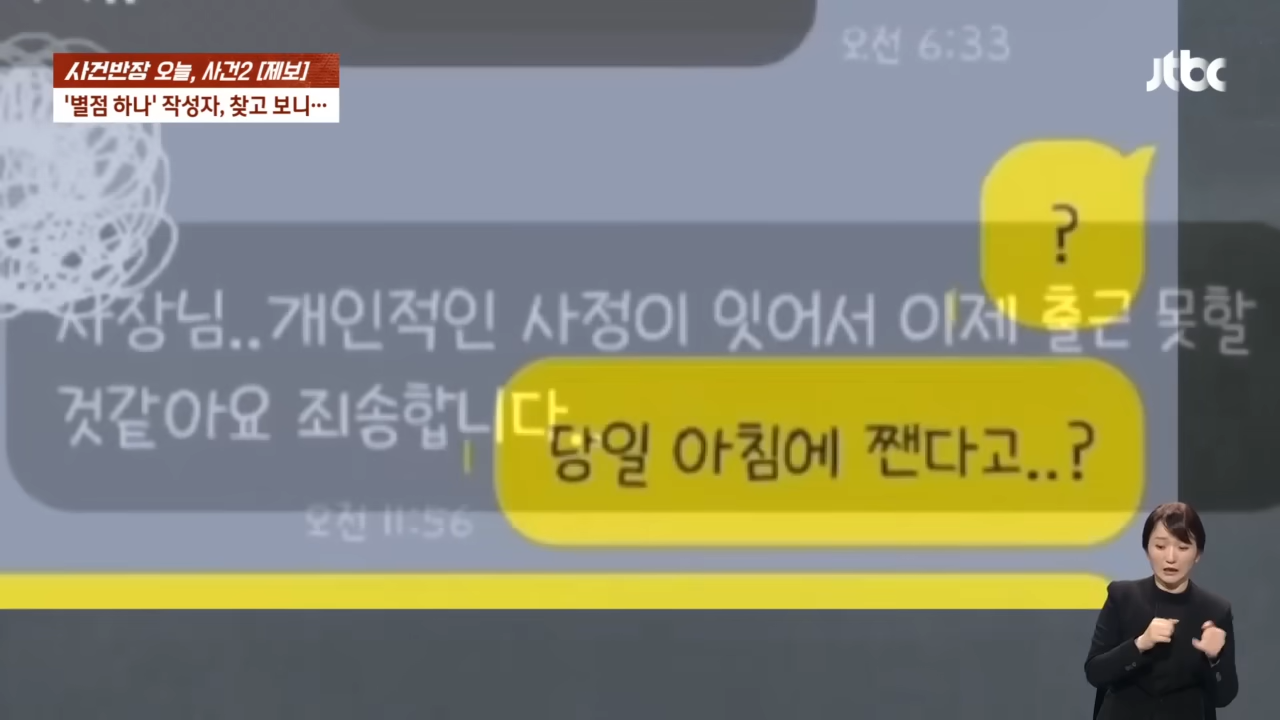 사건반장 오늘, 사건2 [제보]
'별점 하나' 작성자, 찾고 보니…
jtbc
오전 6:33
?
사장님..개인적인 사정이 잇어서 이제 출근 못할
것같아요 죄송합니다..
당일 아침에 짼다고..?
오전 11:56